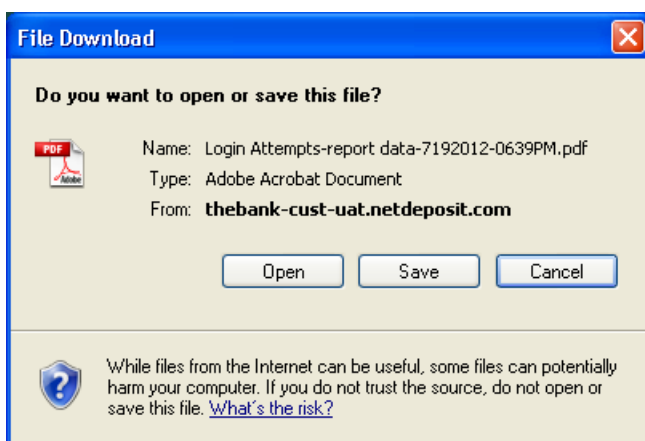 File Download
Do you want to open or save this file?
PDF
Adobe
Name: Login Attempts-report data-7192012-0639PM.pdf
Type: Adobe Acrobat Document
From: thebank-cust-uat.netdeposit.com
Open Save Cancel
While files from the Internet can be useful, some files can potentially
harm your computer. If you do not trust the source, do not open or
save this file. What's the risk?